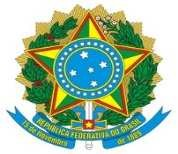 REPÚBLICA FEDERATIVA DO BRASIL
15 de Novembro
de 1889